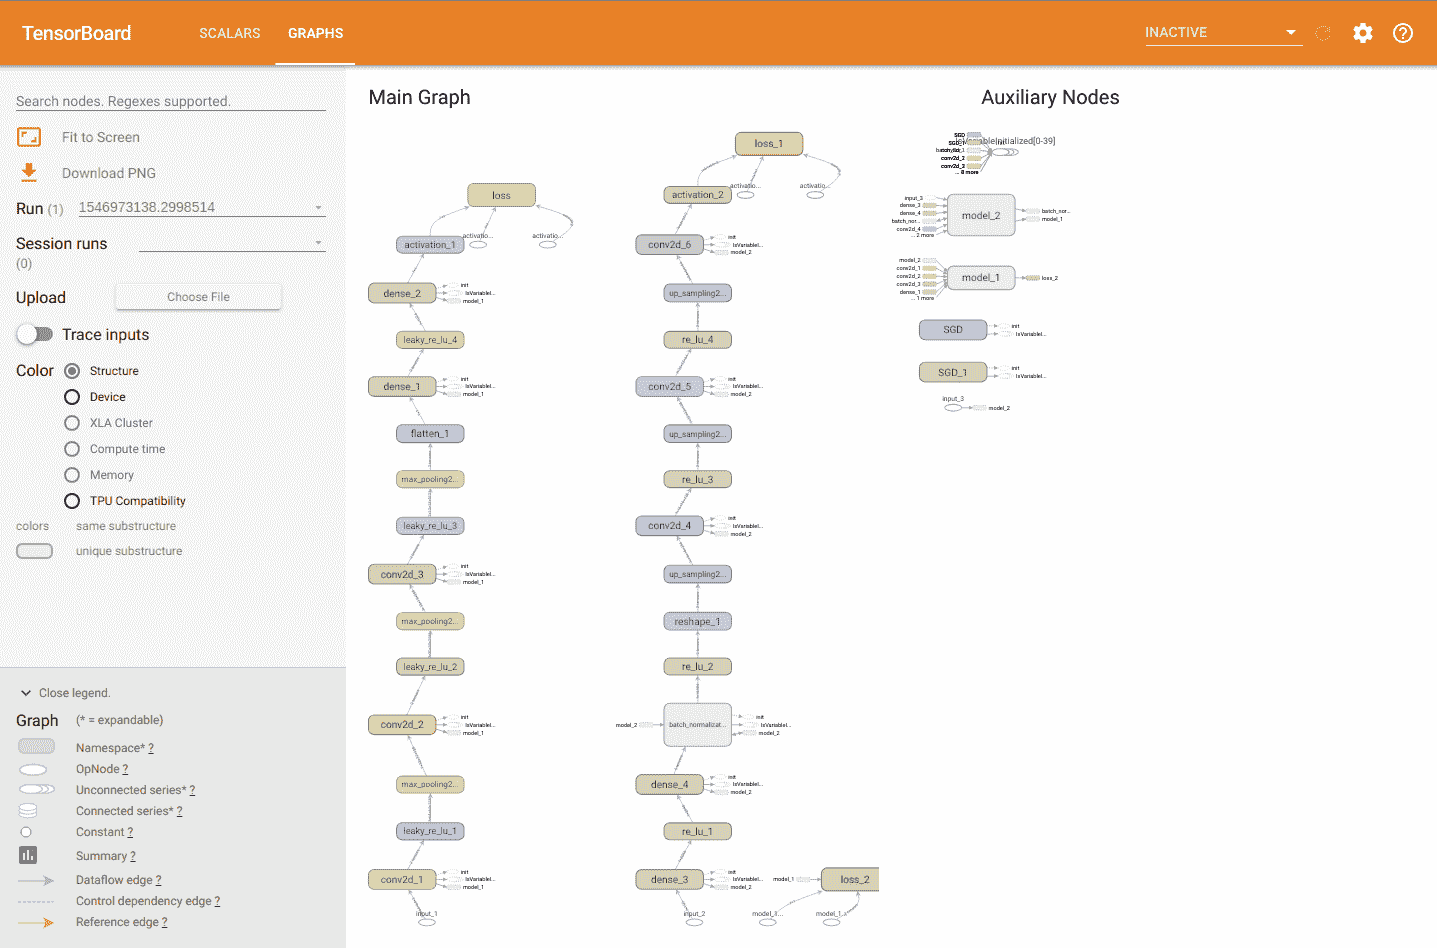 TensorBoard
SCALARS
GRAPHS
INACTIVE
Search nodes. Regexes supported.
Fit to Screen
Download PNG
Run (1) 1546973138.2998514
Session runs
(0)
Upload
Choose File
Trace inputs
Color
Structure
Device
XLA Cluster
Compute time
Memory
TPU Compatibility
colors same substructure
unique substructure
Close legend.
Graph (* = expandable)
Namespace* ?
OpNode ?
Unconnected series* ?
Connected series* ?
Constant ?
Summary ?
Dataflow edge ?
Control dependency edge ?
Reference edge ?
Main Graph
loss
activation_1
activatio...
activatio...
dense_2
init
IsVariableI...
model_1
leaky_re_lu_4
dense_1
init
IsVariableI...
model_1
flatten_1
max_pooling2...
leaky_re_lu_3
conv2d_3
init
IsVariableI...
model_1
max_pooling2...
leaky_re_lu_2
conv2d_2
init
IsVariableI...
model_1
max_pooling2...
leaky_re_lu_1
conv2d_1
init
IsVariableI...
model_1
input_1
loss_1
activation_2
activatio...
activatio...
conv2d_6
init
IsVariableI...
model_2
up_sampling2...
re_lu_4
conv2d_5
init
IsVariableI...
model_2
up_sampling2...
re_lu_3
conv2d_4
init
IsVariableI...
model_2
up_sampling2...
reshape_1
re_lu_2
model_2
batch_normalizat...
init
IsVariableI...
model_2
dense_4
init
IsVariableI...
model_2
re_lu_1
dense_3
init
IsVariableI...
model_2
input_2
model_1
loss_2
model_1...
model_1...
Auxiliary Nodes
SGD
SGD_1
conv2d_2
conv2d_3
... 8 more
input_3
dense_3
dense_4
batch_nor...
conv2d_4
... 2 more
model_2
batch_nor...
model_1
model_2
conv2d_1
conv2d_2
conv2d_3
dense_1
... 1 more
model_1
loss_2
SGD
init
IsVariableI...
SGD_1
init
IsVariableI...
input_3
model_2